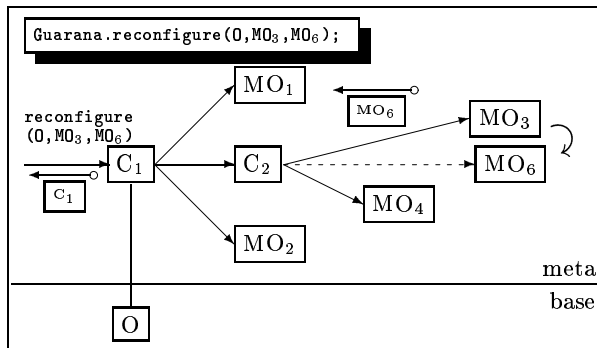 Guarana.reconfigure(O,MO₃,MO₆);
MO₁
MO₆
reconfigure
(O,MO₃,MO₆)
MO₃
C₁
C₂
MO₆
C₁
MO₄
MO₂
meta
base
O